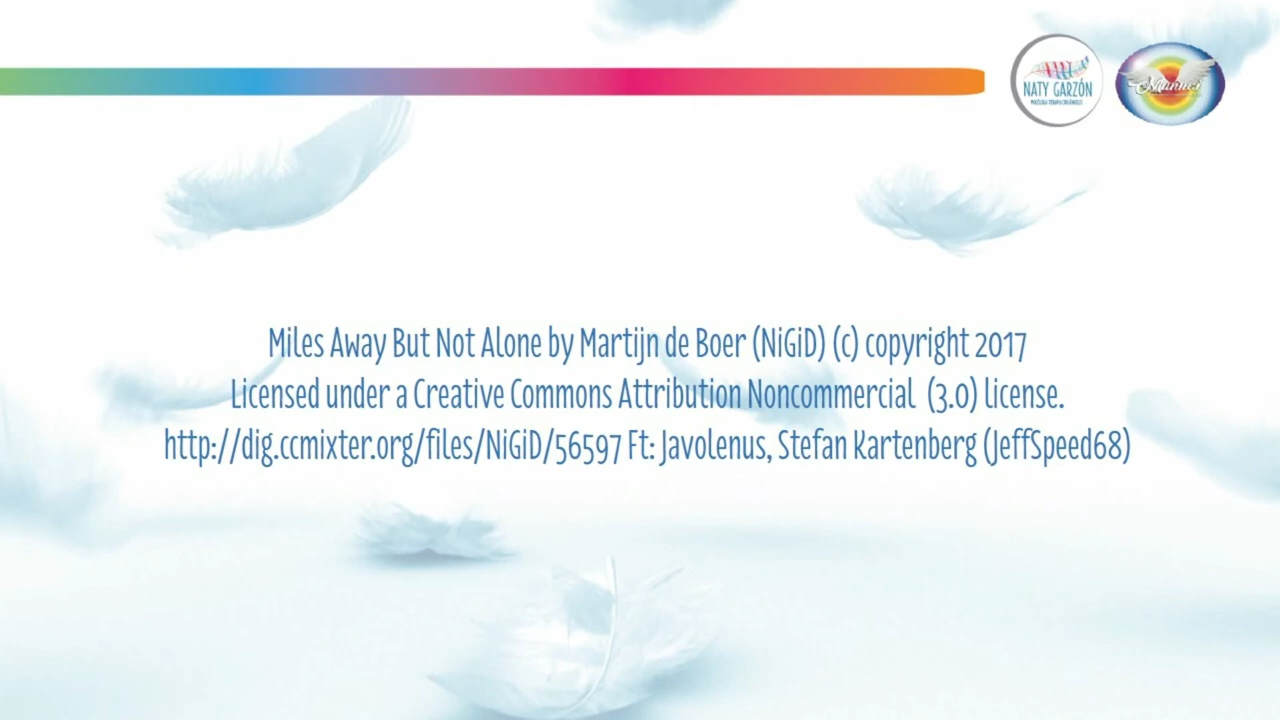 NATY GARZÓN
Miles Away But Not Alone by Martijn de Boer (NiGiD) (c) copyright 2017
Licensed under a Creative Commons Attribution Noncommercial (3.0) license.
http://dig.ccmixter.org/files/NiGiD/56597 Ft: Javolenus, Stefan Kartenberg (JeffSpeed68)